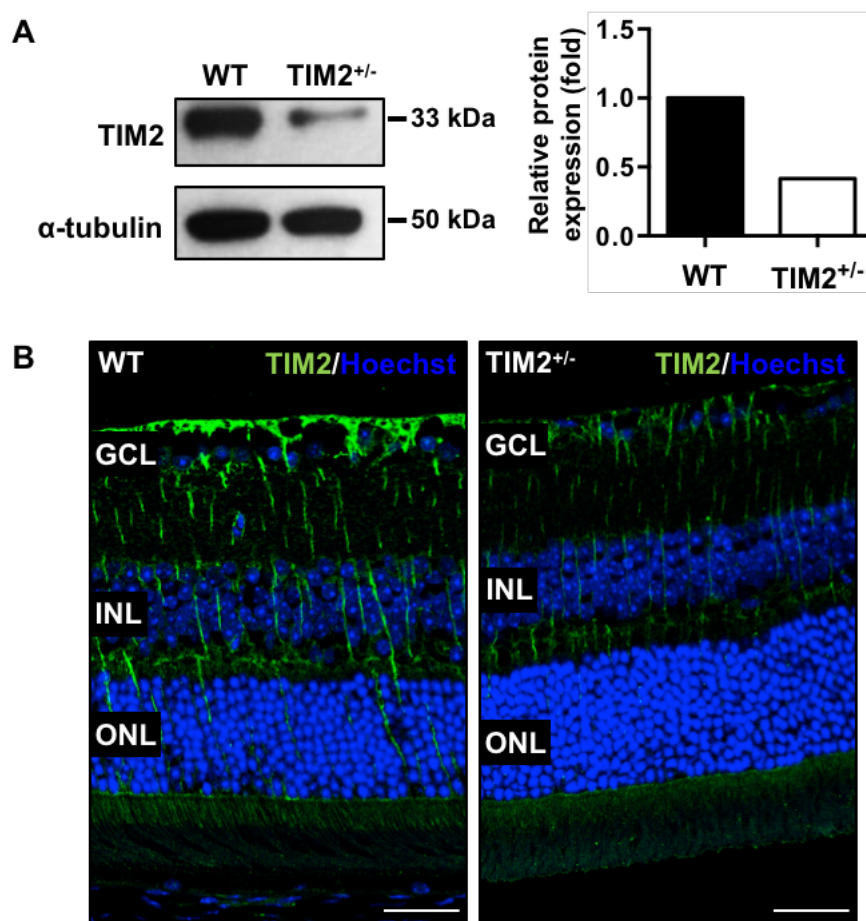 A
WT TIM2+/-
TIM2
33 kDa
α-tubulin
50 kDa
Relative protein
expression (fold)
1.5
1.0
0.5
0.0
WT TIM2+/-
B
WT TIM2/Hoechst
GCL
INL
ONL
TIM2+/- TIM2/Hoechst
GCL
INL
ONL